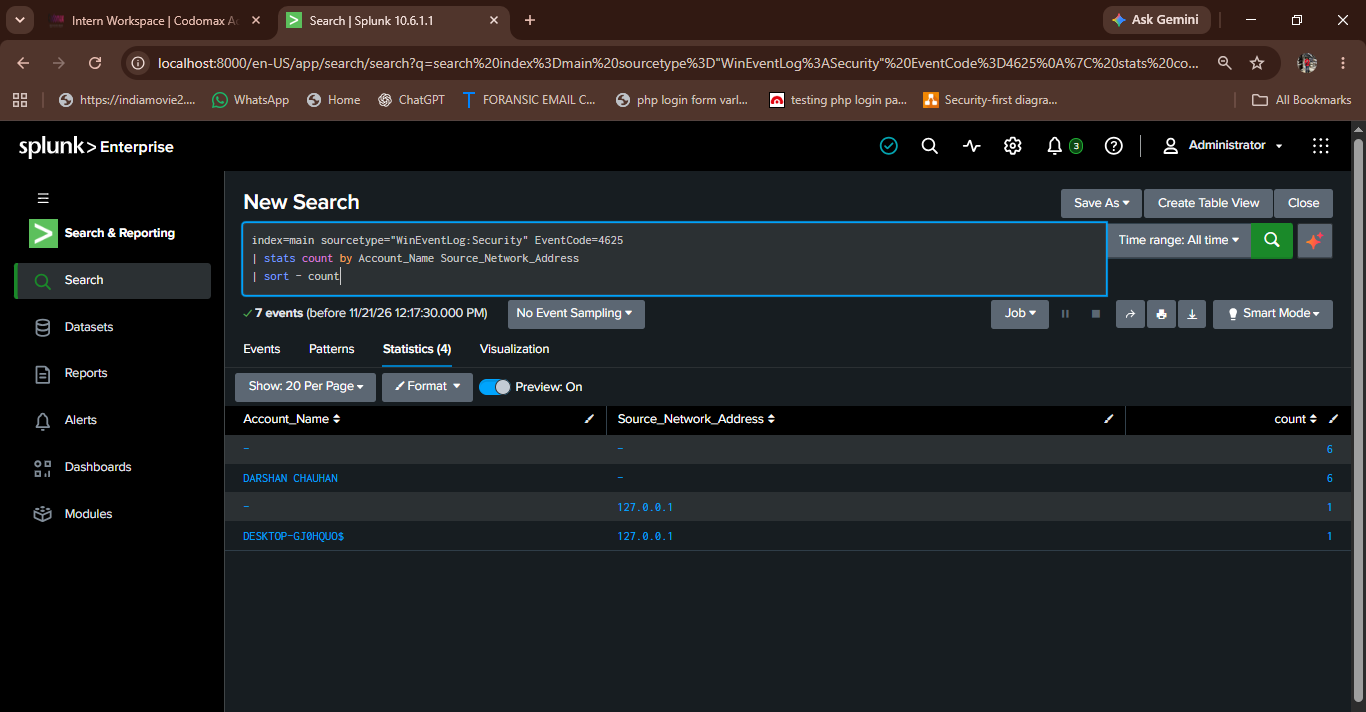 Intern Workspace | Codomax Ac
Search | Splunk 10.6.1.1
Ask Gemini
localhost:8000/en-US/app/search/search?q=search%20index%3Dmain%20sourcetype%3D"WinEventLog%3ASecurity"%20EventCode%3D4625%0A%7C%20stats%20co...
https://indiamovie2....
WhatsApp
Home
ChatGPT
FORANSIC EMAIL C...
php login form varl...
testing php login pa...
Security-first diagra...
All Bookmarks
splunk> Enterprise
3
Administrator
Search & Reporting
Search
Datasets
Reports
Alerts
Dashboards
Modules
New Search
Save As
Create Table View
Close
index=main sourcetype="WinEventLog:Security" EventCode=4625
| stats count by Account_Name Source_Network_Address
| sort - count
Time range: All time
7 events (before 11/21/26 12:17:30.000 PM)
No Event Sampling
Job
Smart Mode
Events
Patterns
Statistics (4)
Visualization
Show: 20 Per Page
Format
Preview: On
Account_Name Source_Network_Address count
- - 6
DARSHAN CHAUHAN - 6
- 127.0.0.1 1
DESKTOP-GJ0HQUO$ 127.0.0.1 1